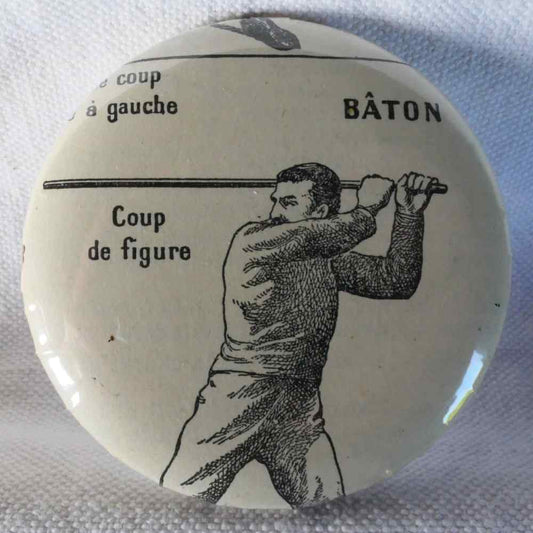 coup
à gauche
BÂTON
Coup
de figure